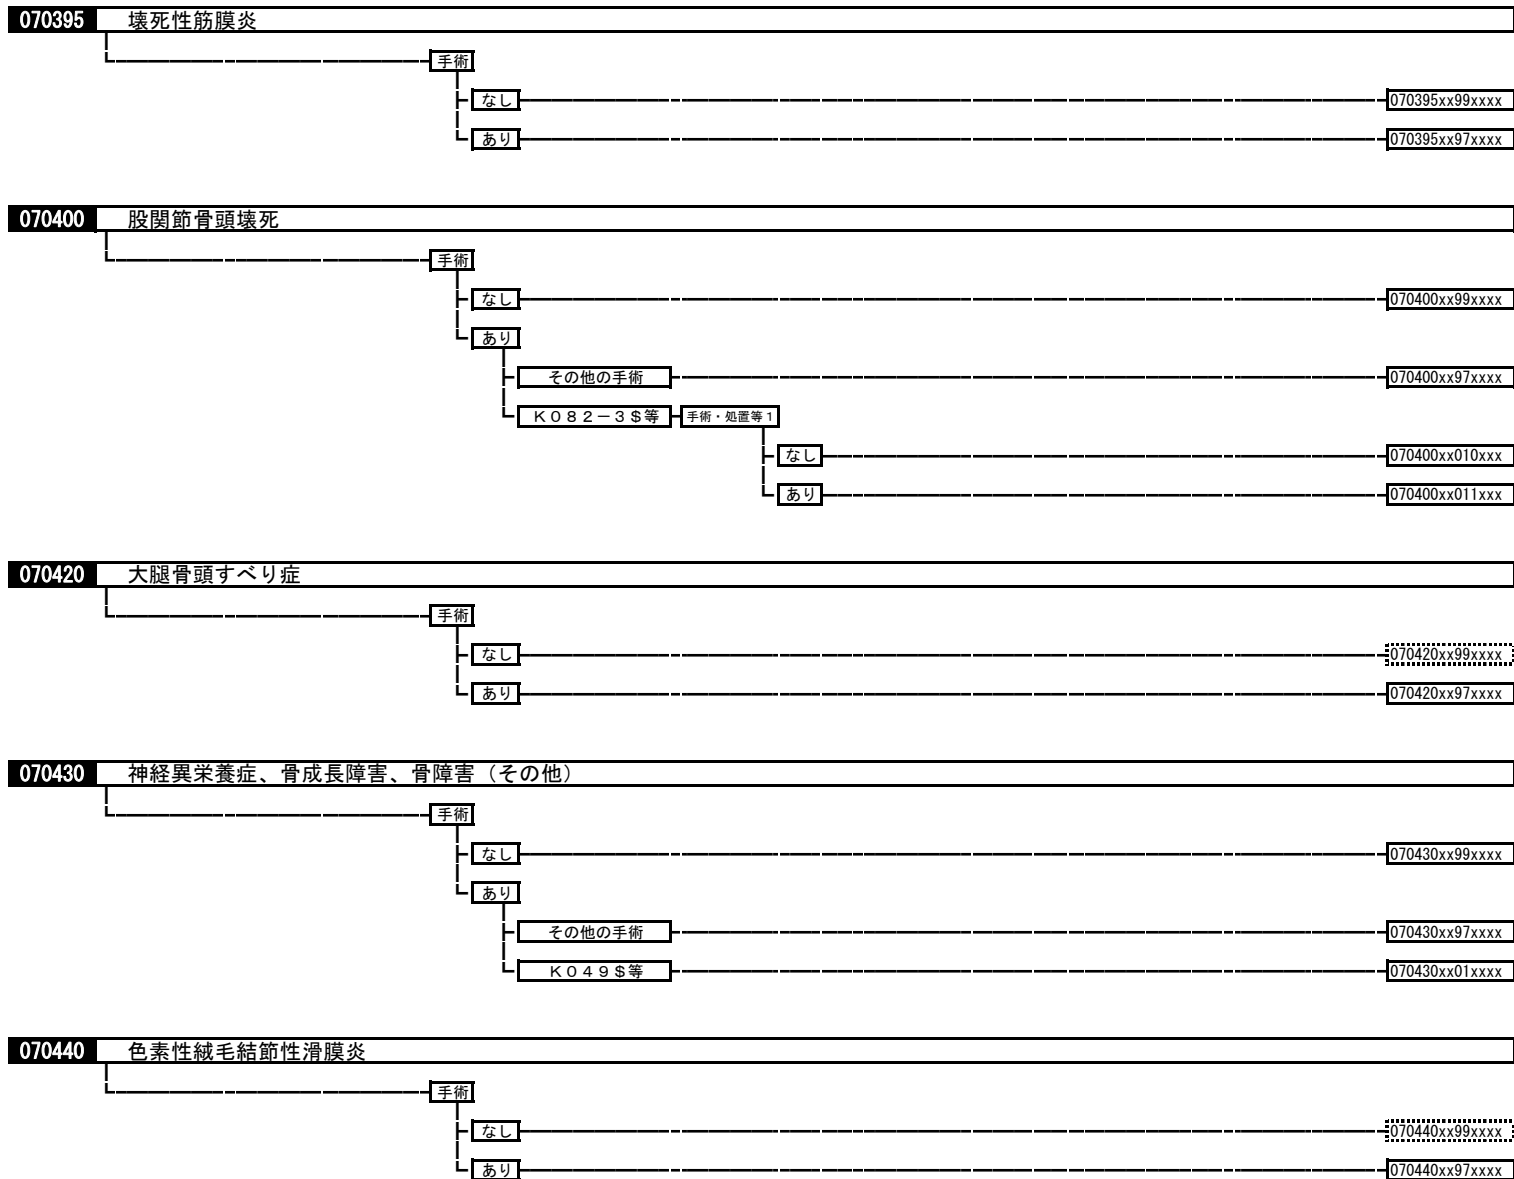 070395 壊死性筋膜炎
手術
なし 070395xx99xxxx
あり 070395xx97xxxx
070400 股関節骨頭壊死
手術
なし 070400xx99xxxx
あり
その他の手術 070400xx97xxxx
K082-3$等 手術・処置等1
なし 070400xx010xxx
あり 070400xx011xxx
070420 大腿骨頭すべり症
手術
なし 070420xx99xxxx
あり 070420xx97xxxx
070430 神経異栄養症、骨成長障害、骨障害(その他)
手術
なし 070430xx99xxxx
あり
その他の手術 070430xx97xxxx
K049$等 070430xx01xxxx
070440 色素性絨毛結節性滑膜炎
手術
なし 070440xx99xxxx
あり 070440xx97xxxx